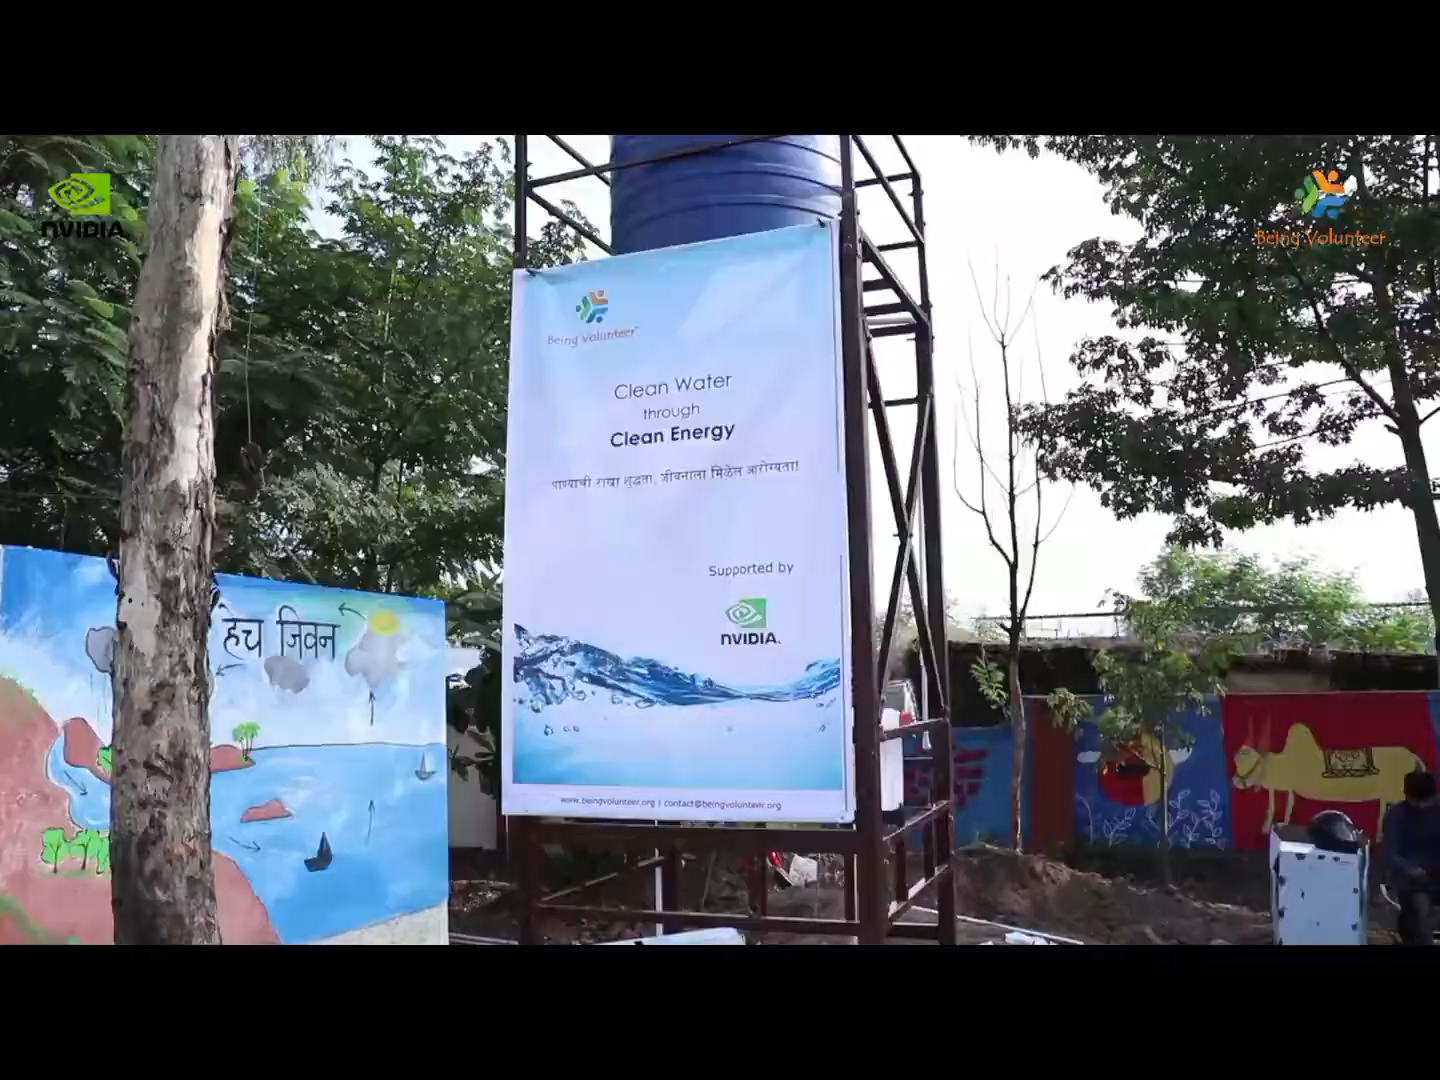 NVIDIA
Being Volunteer
Being Volunteer
Clean Water
through
Clean Energy
पाण्याची राखा शुद्धता, जीवनाला मिळेल आरोग्यता!
Supported by
NVIDIA.
www.beingvolunteer.org | contact@beingvolunteer.org
हेच जिवन